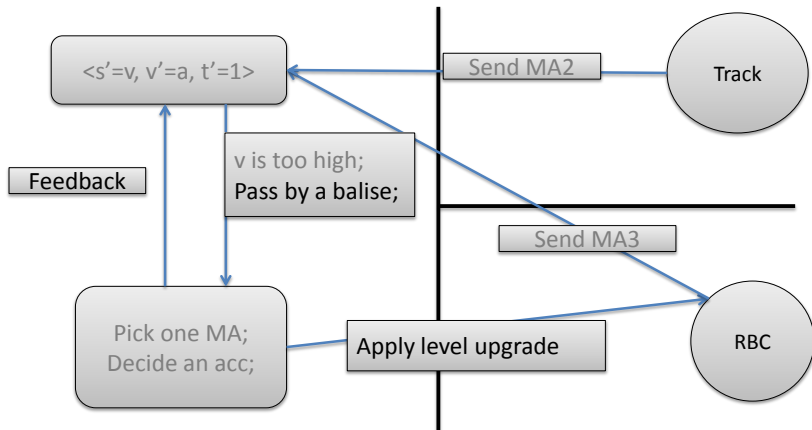 <s’=v, v’=a, t’=1>
Send MA2
Track
v is too high;
Pass by a balise;
Feedback
Send MA3
Pick one MA;
Decide an acc;
Apply level upgrade
RBC